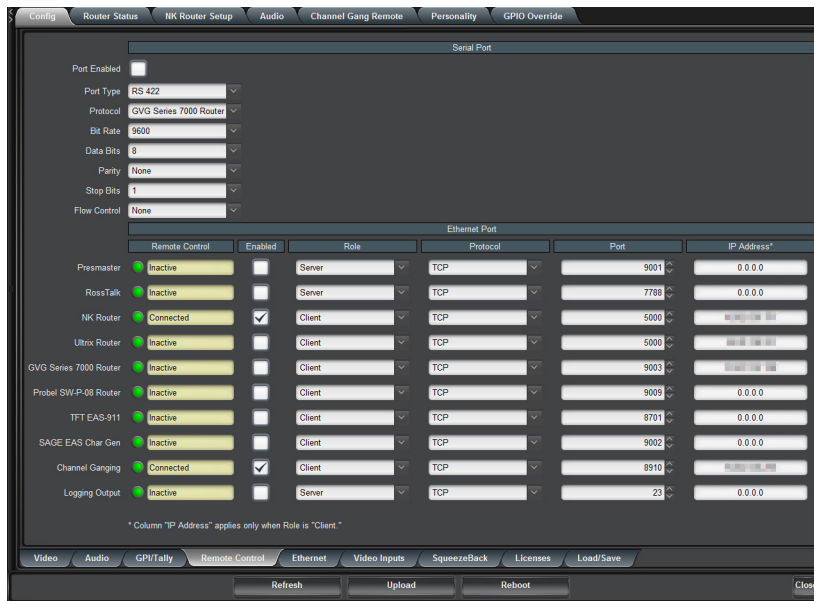 Config Router Status NK Router Setup Audio Channel Gang Remote Personality GPIO Override
Serial Port
Port Enabled
Port Type RS 422
Protocol GVG Series 7000 Router
Bit Rate 9600
Data Bits 8
Parity None
Stop Bits 1
Flow Control None
Ethernet Port
Remote Control Enabled Role Protocol Port IP Address*
Presmaster Inactive Server TCP 9001 0.0.0.0
RossTalk Inactive Server TCP 7788 0.0.0.0
NK Router Connected Client TCP 5000
Ultrix Router Inactive Client TCP 5000
GVG Series 7000 Router Inactive Client TCP 9003
Probel SW-P-08 Router Inactive Client TCP 9009 0.0.0.0
TFT EAS-911 Inactive Client TCP 8701 0.0.0.0
SAGE EAS Char Gen Inactive Client TCP 9002 0.0.0.0
Channel Ganging Connected Client TCP 8910
Logging Output Inactive Server TCP 23 0.0.0.0
* Column "IP Address" applies only when Role is "Client."
Video Audio GPI/Tally Remote Control Ethernet Video Inputs SqueezeBack Licenses Load/Save
Refresh Upload Reboot Close